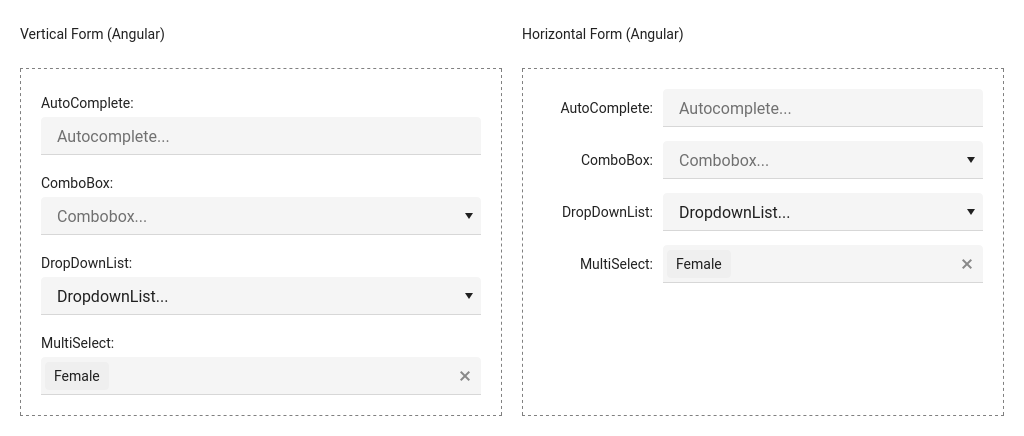 Vertical Form (Angular)
AutoComplete:
Autocomplete...
ComboBox:
Combobox...
DropDownList:
DropdownList...
MultiSelect:
Female
Horizontal Form (Angular)
AutoComplete: Autocomplete...
ComboBox: Combobox...
DropDownList: DropdownList...
MultiSelect: Female